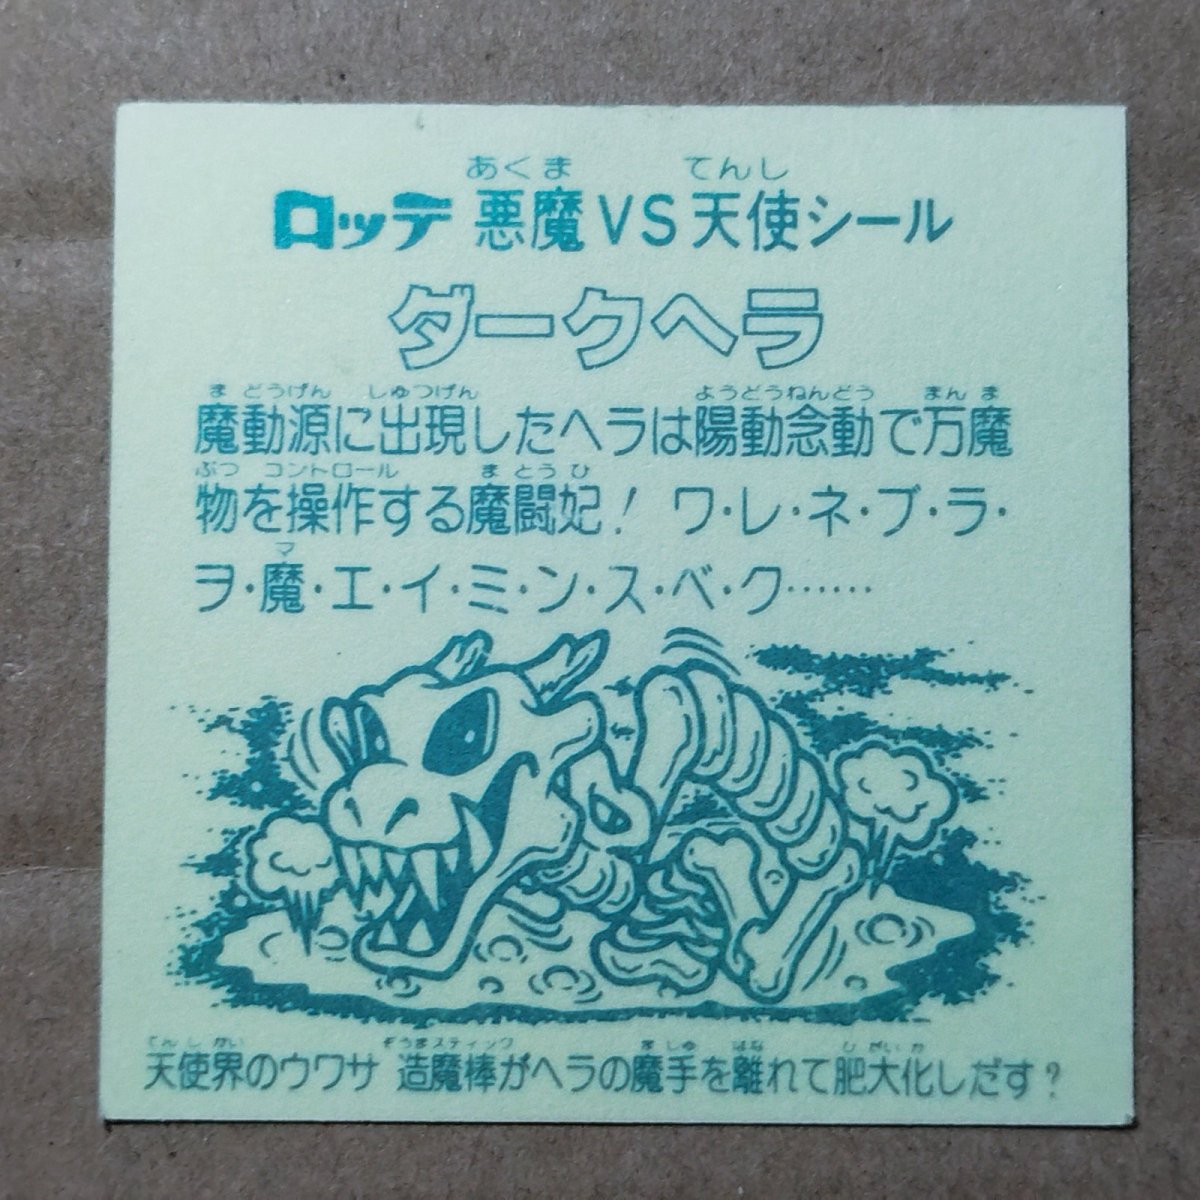 あくま てんし
ロッテ 悪魔VS天使シール
ダークヘラ
まどうげん しゅつげん ようどうねんどう まんま
魔動源に出現したヘラは陽動念動で万魔
ぶつ コントロール まとうひ
物を操作する魔闘妃! ワ・レ・ネ・ブ・ラ・
マ
ヲ・魔・エ・イ・ミ・ン・ス・ベ・ク……
てんしかい ぞうまスティック ましゅ はな ひだいか
天使界のウワサ 造魔棒がヘラの魔手を離れて肥大化しだす?